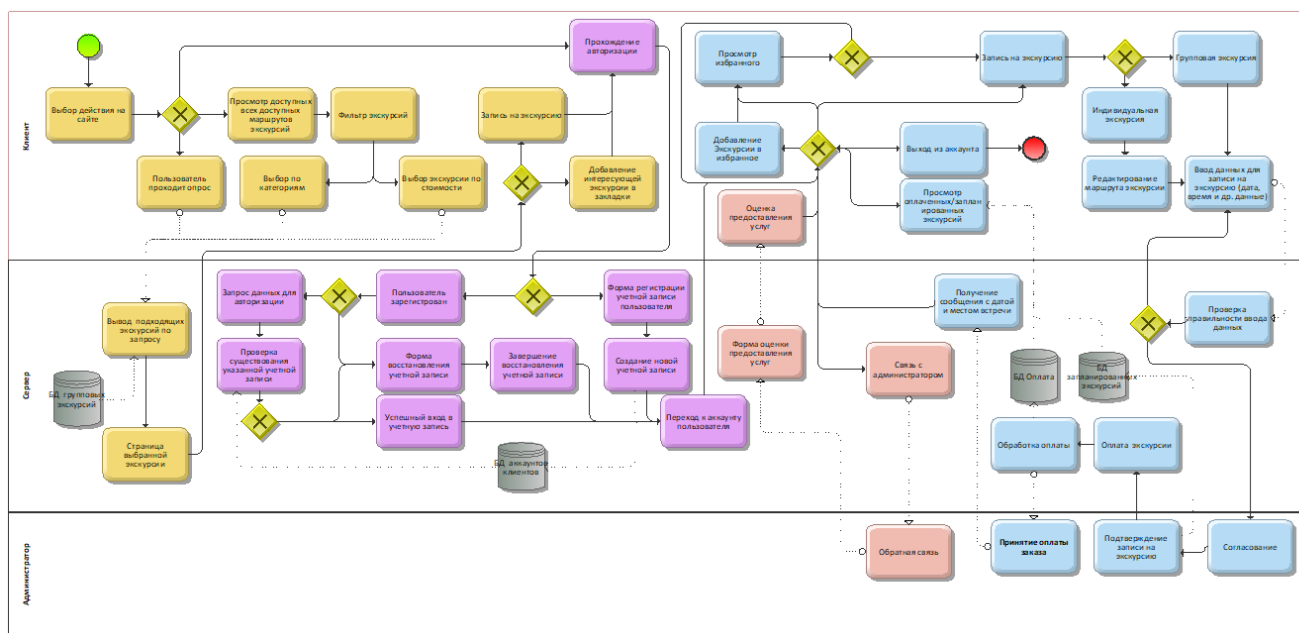 Клиент
Выбор действия на
сайте
Просмотр доступных
всех доступных
маршрутов
экскурсий
Фильтр экскурсий
Пользователь
проходит опрос
Выбор по
категориям
Выбор экскурсии по
стоимости
Запись на экскурсию
Добавление
интересующей
экскурсии в
закладки
Прохождение
авторизации
Просмотр
избранного
Добавление
Экскурсии в
избранное
Оценка
предоставления
услуг
Выход из аккаунта
Просмотр
оплаченных/заплан
ированных
экскурсий
Запись на экскурсию
Групповая экскурсия
Индивидуальная
экскурсия
Редактирование
маршрута экскурсии
Ввод данных для
записи на
экскурсию (дата,
время и др. данные)
Сервер
Вывод подходящих
экскурсий по
запросу
БД групповых
экскурсий
Страница
выбранной
экскурсии
Запрос данных для
авторизации
Пользователь
зарегистрован
Форма регистрации
учетной записи
пользователя
Проверка
существования
указанной учетной
записи
Форма
восстановления
учетной записи
Завершение
восстановления
учетной записи
Создание новой
учетной записи
Успешный вход в
учетную запись
Переход к аккаунту
пользователя
БД аккаунтов
клиентов
Форма оценки
предоставления
услуг
Связь с
администратором
Получение
сообщения с датой
и местом встречи
Проверка
правильности ввода
данных
БД Оплата
БД
запланированных экскурсий
Обработка оплаты
Оплата экскурсии
Администратор
Обратная связь
Принятие оплаты
заказа
Подтверждение
записи на
экскурсию
Согласование